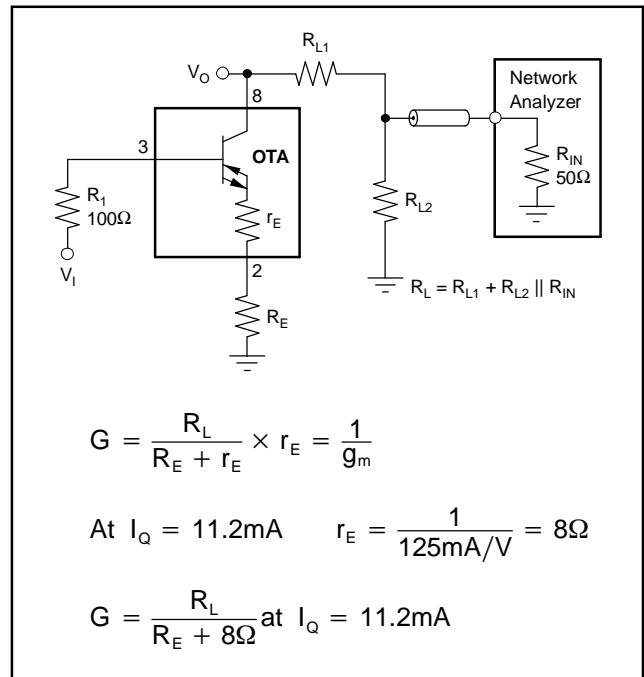 R_L1
V_O
8
Network
Analyzer
3
OTA
R_IN
50Ω
R_1
100Ω
r_E
R_L2
V_I
2
R_L = R_L1 + R_L2 || R_IN
R_E
G = R_L / (R_E + r_E) × r_E = 1 / g_m
At I_Q = 11.2mA r_E = 1 / (125mA/V) = 8Ω
G = R_L / (R_E + 8Ω) at I_Q = 11.2mA